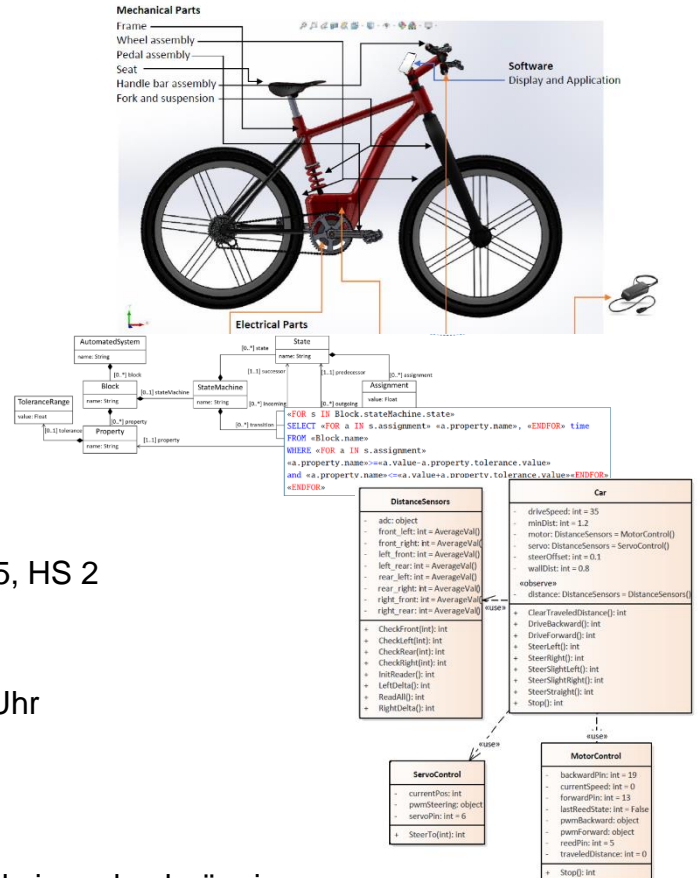 Mechanical Parts
Frame
Wheel assembly
Pedal assembly
Seat
Handle bar assembly
Fork and suspension
Software
Display and Application
Electrical Parts
AutomatedSystem
name: String
[0..*] block
Block
name: String
[0..1] stateMachine
StateMachine
name: String
[0..*] state
State
name: String
[1..1] successor
[1..1] predecessor
[0..*] assignment
Assignment
value: Float
[0..*] incoming
[0..*] outgoing
[0..*] transition
ToleranceRange
value: Float
[0..1] tolerance
[0..*] property
Property
name: String
[1..1] property
«FOR s IN Block.stateMachine.state»
SELECT «FOR a IN s.assignment» «a.property.name», «ENDFOR» time
FROM «Block.name»
WHERE «FOR a IN s.assignment»
«a.property.name»>=«a.value-a.property.tolerance.value»
and «a.property.name»<=«a.value+a.property.tolerance.value»«ENDFOR»
«ENDFOR»
DistanceSensors
- adc: object
- front_left: int = AverageVal()
- front_right: int = AverageVal()
- left_front: int = AverageVal()
- left_rear: int = AverageVal()
- rear_left: int = AverageVal()
- rear_right: int = AverageVal()
- right_front: int = AverageVal()
- right_rear: int = AverageVal()
+ CheckFront(int): int
+ CheckLeft(int): int
+ CheckRear(int): int
+ CheckRight(int): int
+ InitReader(): int
+ LeftDelta(): int
+ ReadAll(): int
+ RightDelta(): int
«use»
Car
- driveSpeed: int = 35
- minDist: int = 1.2
- motor: DistanceSensors = MotorControl()
- servo: DistanceSensors = ServoControl()
- steerOffset: int = 0.1
- wallDist: int = 0.8
«observe»
- distance: DistanceSensors = DistanceSensors()
+ ClearTraveledDistance(): int
+ DriveBackward(): int
+ DriveForward(): int
+ SteerLeft(): int
+ SteerRight(): int
+ SteerSlightLeft(): int
+ SteerSlightRight(): int
+ SteerStraight(): int
+ Stop(): int
5, HS 2
Uhr
«use»
«use»
ServoControl
- currentPos: int
- pwmSteering: object
- servoPin: int = 6
+ SteerTo(int): int
MotorControl
- backwardPin: int = 19
- currentSpeed: int = 0
- forwardPin: int = 13
- lastReedState: int = False
- pwmBackward: object
- pwmForward: object
- reedPin: int = 5
- traveledDistance: int = 0
+ Stop(): int